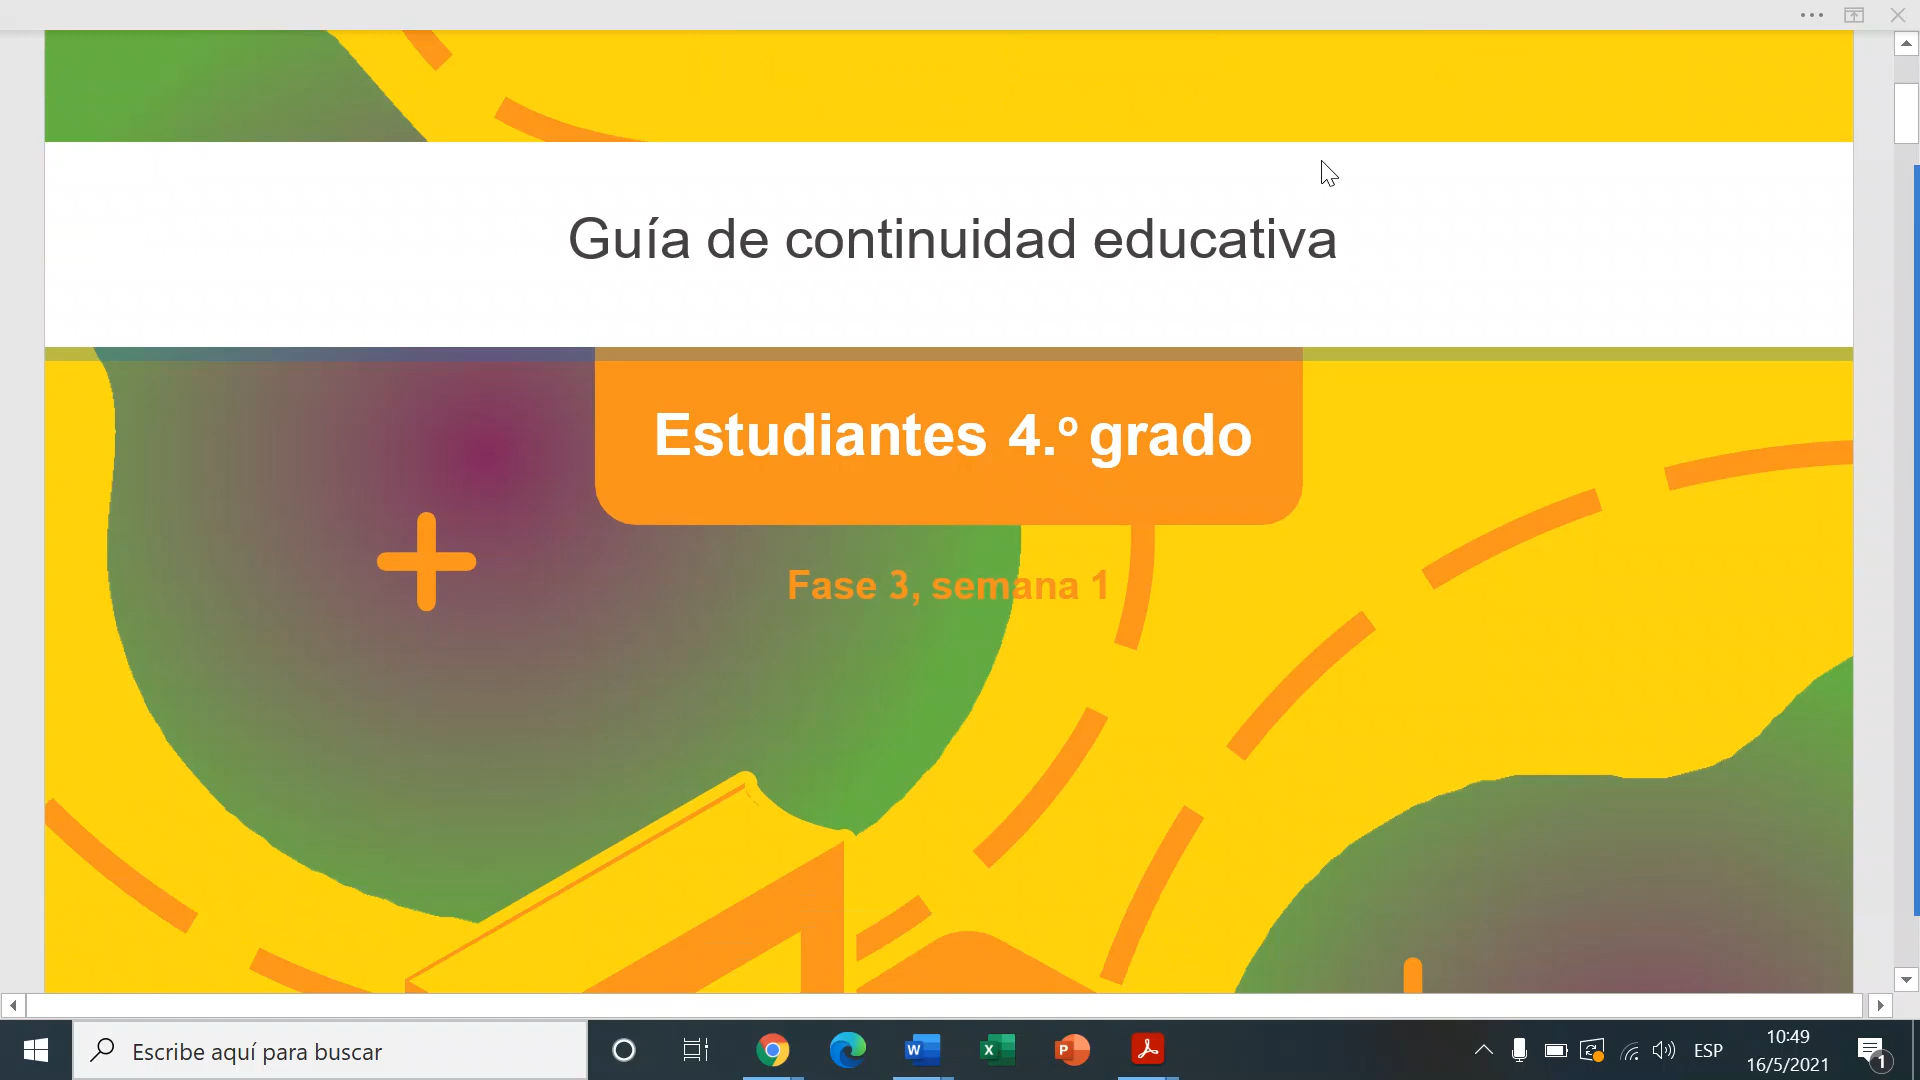 Guía de continuidad educativa
Estudiantes 4.º grado
Fase 3, semana 1
Escribe aquí para buscar
W
X
P
ESP
10:49
16/5/2021
1